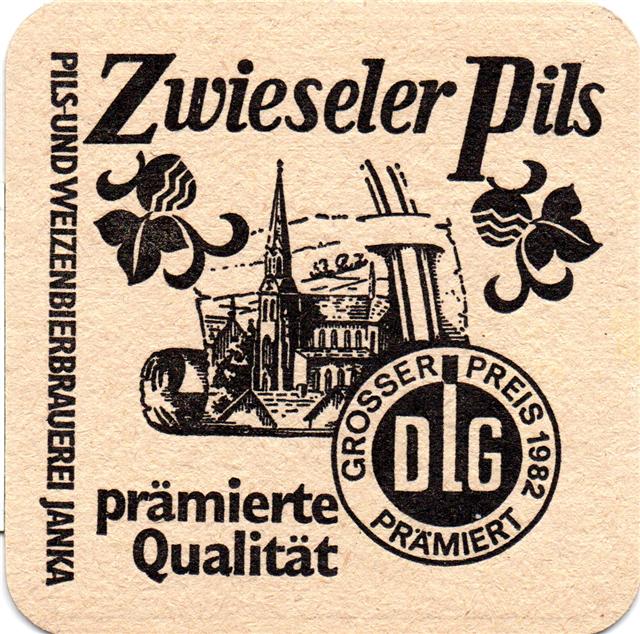 Zwieseler Pils
PILS-UND WEIZENBIERBRAUEREI JANKA
GROSSER PREIS 1982
DLG
PRÄMIERT
prämierte
Qualität